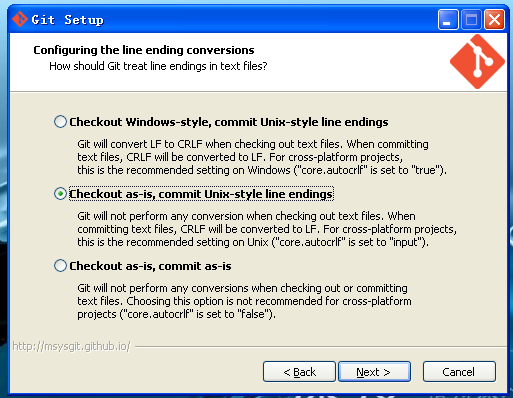 Git Setup
Configuring the line ending conversions
How should Git treat line endings in text files?
Checkout Windows-style, commit Unix-style line endings
Git will convert LF to CRLF when checking out text files. When committing
text files, CRLF will be converted to LF. For cross-platform projects,
this is the recommended setting on Windows ("core.autocrlf" is set to "true").
Checkout as-is, commit Unix-style line endings
Git will not perform any conversion when checking out text files. When
committing text files, CRLF will be converted to LF. For cross-platform projects,
this is the recommended setting on Unix ("core.autocrlf" is set to "input").
Checkout as-is, commit as-is
Git will not perform any conversions when checking out or committing
text files. Choosing this option is not recommended for cross-platform
projects ("core.autocrlf" is set to "false").
http://msysgit.github.io/
< Back Next > Cancel